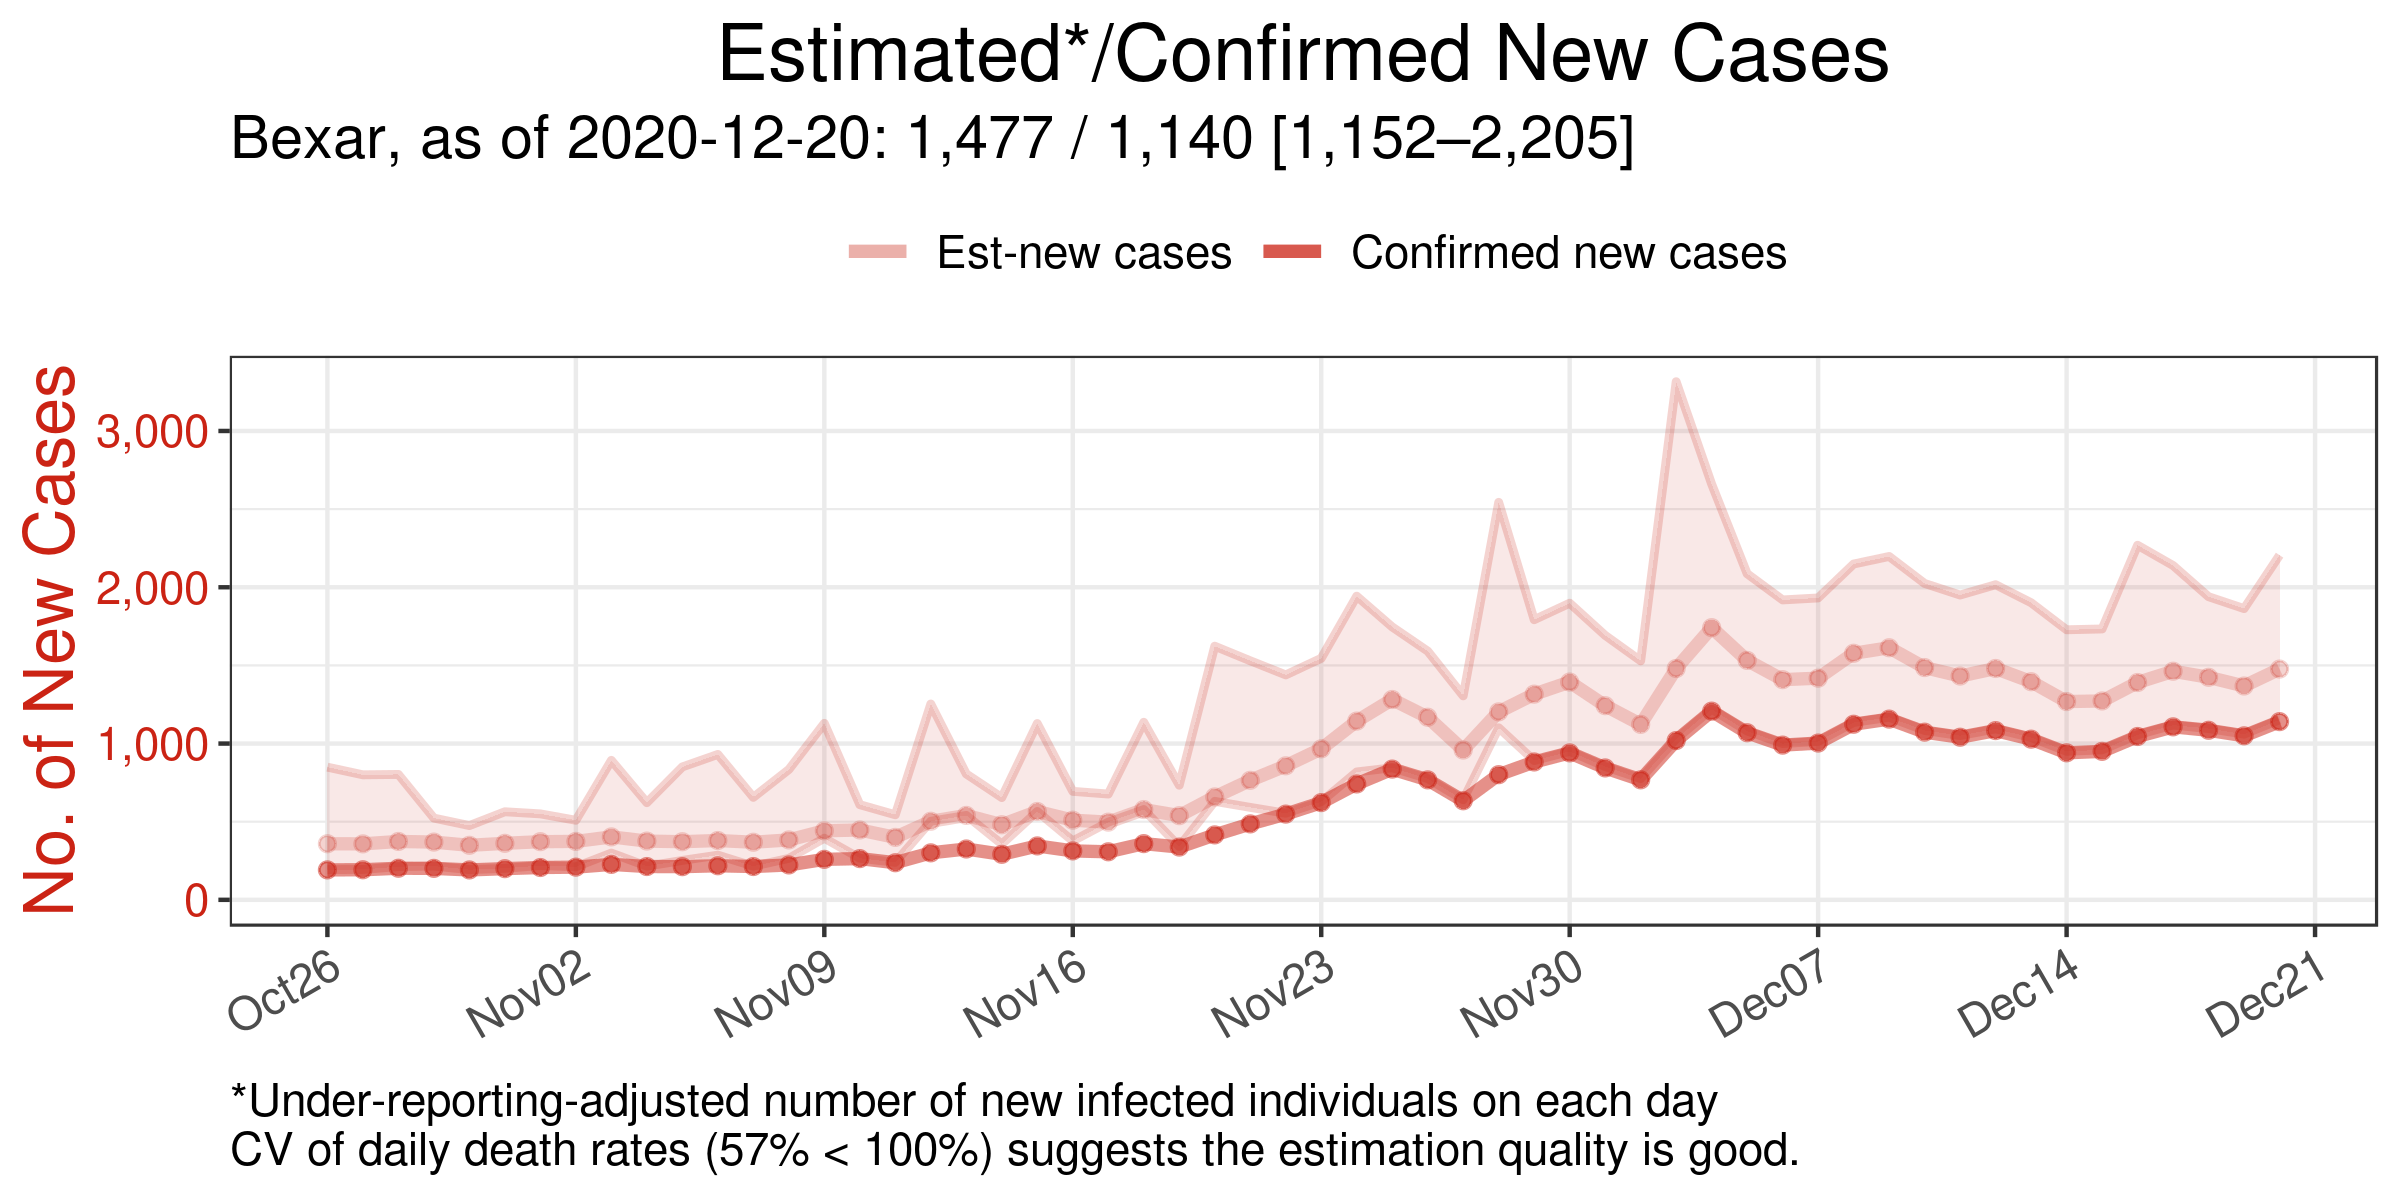 Estimated*/Confirmed New Cases
Bexar, as of 2020-12-20: 1,477 / 1,140 [1,152–2,205]
Est-new cases
Confirmed new cases
No. of New Cases
3,000
2,000
1,000
0
Oct26
Nov02
Nov09
Nov16
Nov23
Nov30
Dec07
Dec14
Dec21
*Under-reporting-adjusted number of new infected individuals on each day
CV of daily death rates (57% < 100%) suggests the estimation quality is good.